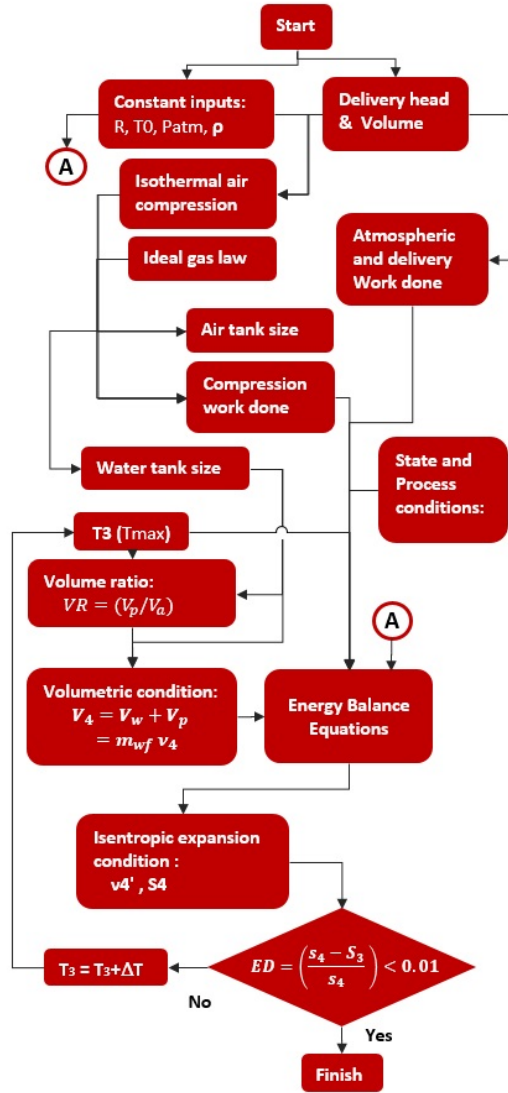 Start
Constant inputs:
R, T0, Patm, ρ
Delivery head
& Volume
A
Isothermal air
compression
Ideal gas law
Atmospheric
and delivery
Work done
Air tank size
Compression
work done
Water tank size
State and
Process
conditions:
T3 (Tmax)
Volume ratio:
VR = (Vₚ/Vₐ)
A
Volumetric condition:
V₄ = V_w + Vₚ
= m_wf ν₄
Energy Balance
Equations
Isentropic expansion
condition :
v4' , S4
T₃ = T₃+ΔT
ED = ((s₄ − S₃)/s₄) < 0.01
No
Yes
Finish